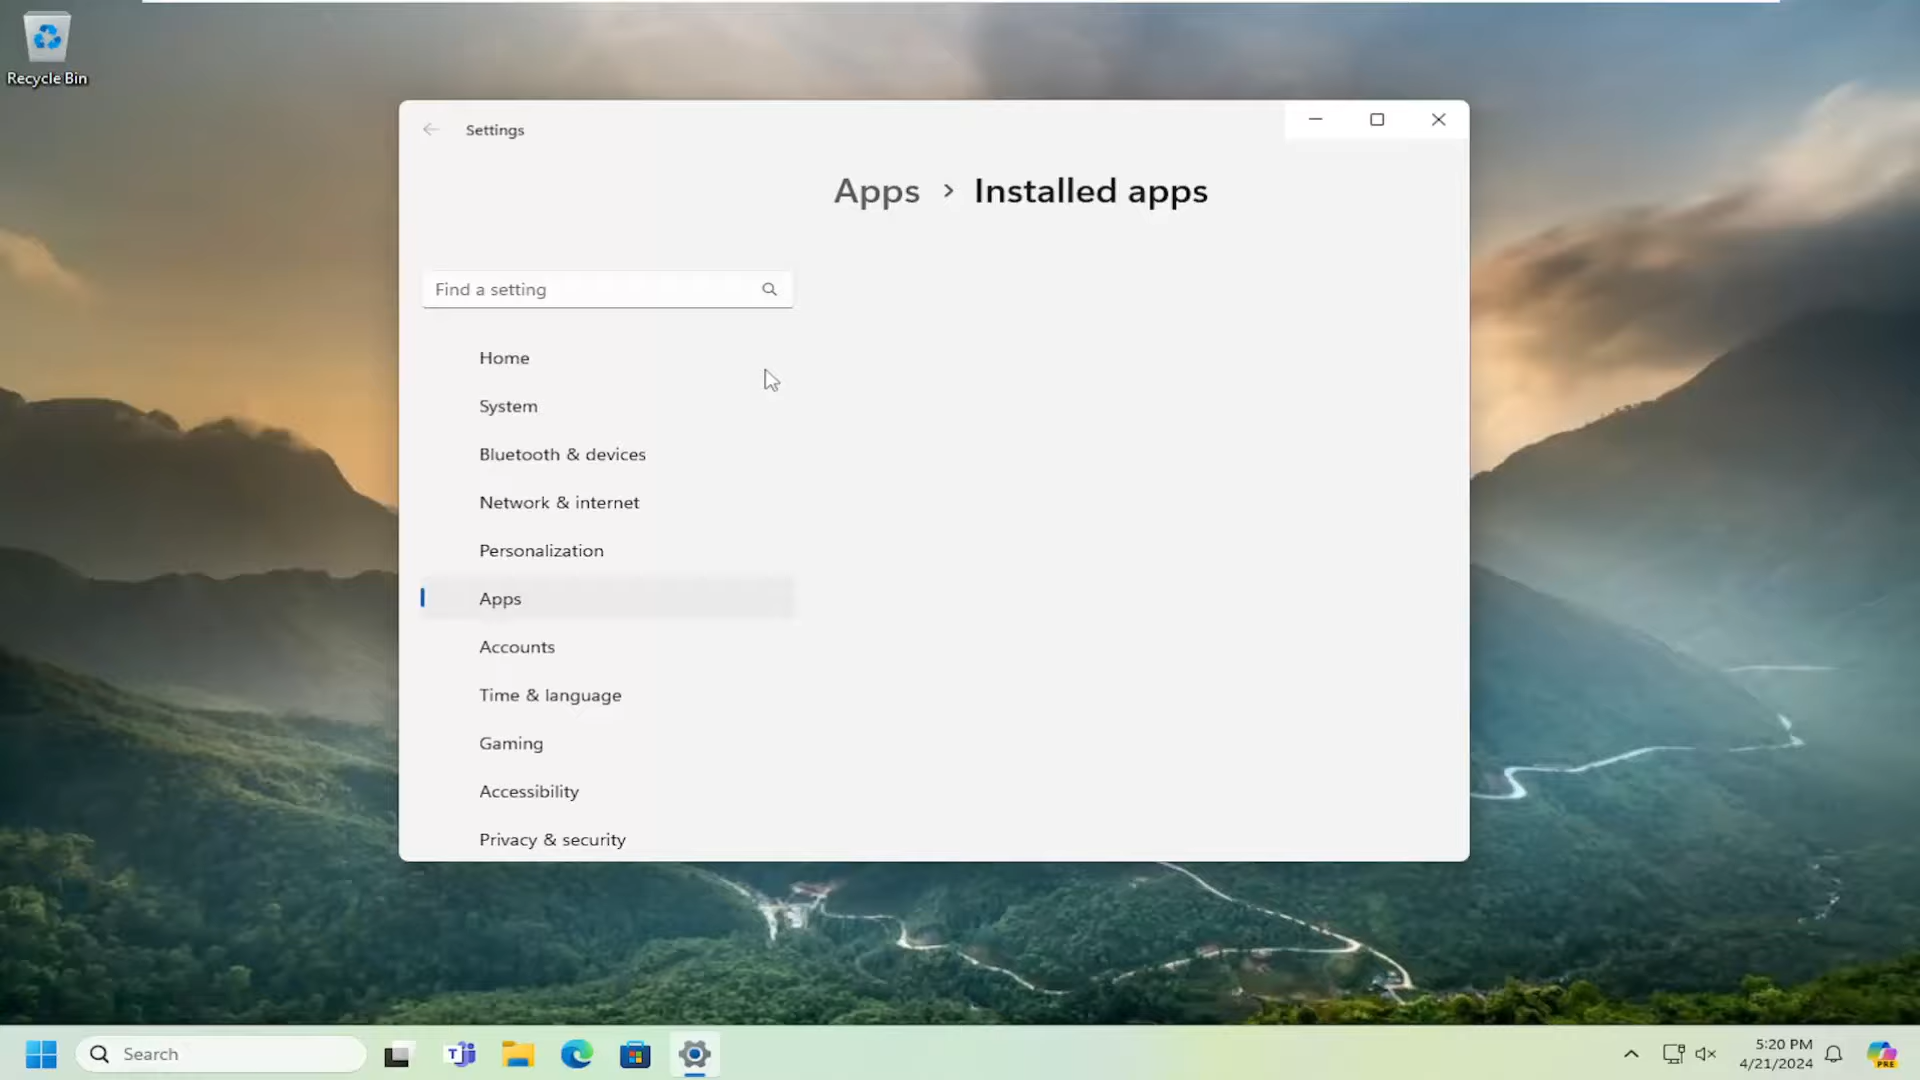 Recycle Bin
Settings
Apps > Installed apps
Find a setting
Home
System
Bluetooth & devices
Network & internet
Personalization
Apps
Accounts
Time & language
Gaming
Accessibility
Privacy & security
Search
5:20 PM
4/21/2024
PRE